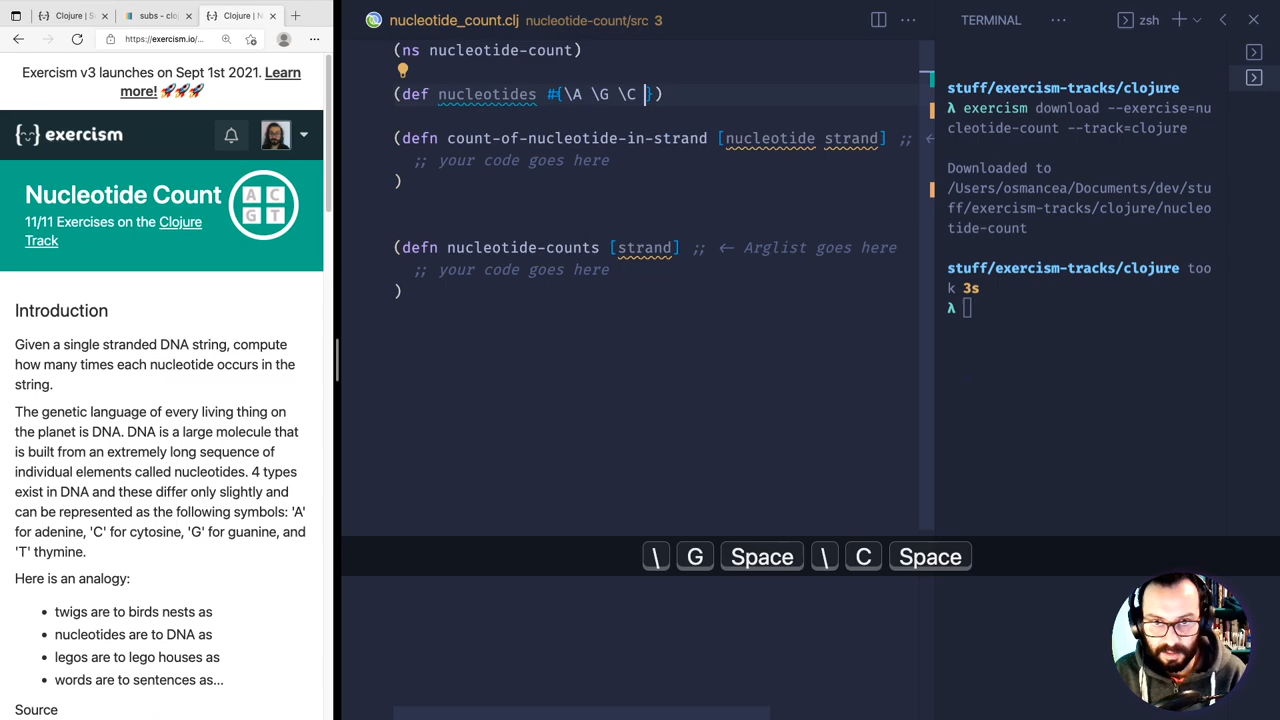 Clojure | S
subs - cloj
Clojure | N
https://exercism.io/...
Exercism v3 launches on Sept 1st 2021. Learn
more! 🚀🚀🚀
exercism
Nucleotide Count
11/11 Exercises on the Clojure
Track
A C
G T
Introduction
Given a single stranded DNA string, compute
how many times each nucleotide occurs in the
string.
The genetic language of every living thing on
the planet is DNA. DNA is a large molecule that
is built from an extremely long sequence of
individual elements called nucleotides. 4 types
exist in DNA and these differ only slightly and
can be represented as the following symbols: 'A'
for adenine, 'C' for cytosine, 'G' for guanine, and
'T' thymine.
Here is an analogy:
• twigs are to birds nests as
• nucleotides are to DNA as
• legos are to lego houses as
• words are to sentences as...
Source
nucleotide_count.clj nucleotide-count/src 3
(ns nucleotide-count)
(def nucleotides #{\A \G \C })
(defn count-of-nucleotide-in-strand [nucleotide strand] ;; ←
;; your code goes here
)
(defn nucleotide-counts [strand] ;; ← Arglist goes here
;; your code goes here
)
\ G Space \ C Space
TERMINAL
zsh
stuff/exercism-tracks/clojure
λ exercism download --exercise=nu
cleotide-count --track=clojure
Downloaded to
/Users/osmancea/Documents/dev/stu
ff/exercism-tracks/clojure/nucleo
tide-count
stuff/exercism-tracks/clojure too
k 3s
λ